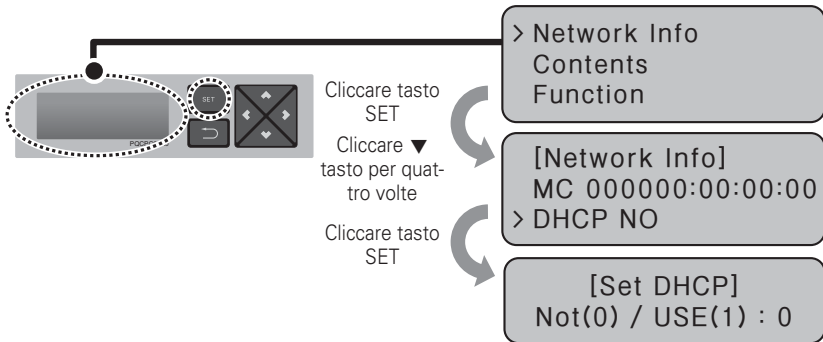 > Network Info
Contents
Function
SET
Cliccare tasto
SET
Cliccare ▼
tasto per quat-
tro volte
[Network Info]
MC 000000:00:00:00
> DHCP NO
Cliccare tasto
SET
[Set DHCP]
Not(0) / USE(1) : 0